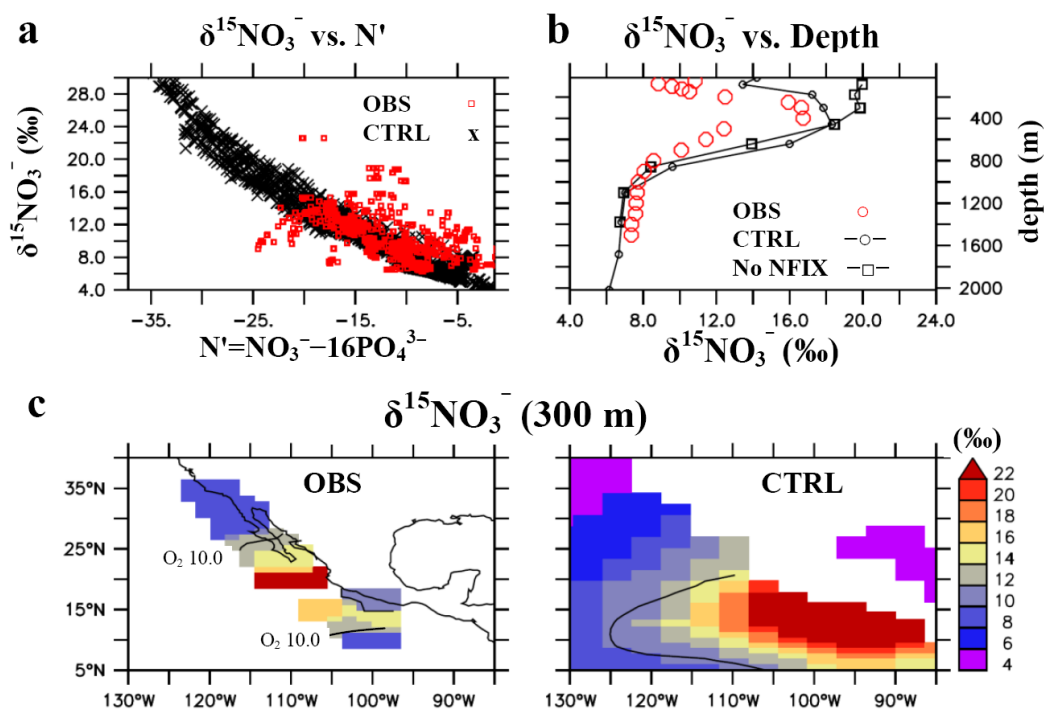 a
δ¹⁵NO₃⁻ vs. N'
b
δ¹⁵NO₃⁻ vs. Depth
28.0
24.0
20.0
16.0
12.0
8.0
4.0
δ¹⁵NO₃⁻ (‰)
OBS
CTRL x
-35.
-25.
-15.
-5.
N'=NO₃⁻−16PO₄³⁻
400
800
1200
1600
2000
depth (m)
OBS
CTRL
No NFIX
4.0 8.0 12.0 16.0 20.0 24.0
δ¹⁵NO₃⁻ (‰)
c
δ¹⁵NO₃⁻ (300 m)
(‰)
35°N
25°N
15°N
5°N
OBS
O₂ 10.0
O₂ 10.0
130°W 120°W 110°W 100°W 90°W
CTRL
130°W 120°W 110°W 100°W 90°W
22
20
18
16
14
12
10
8
6
4